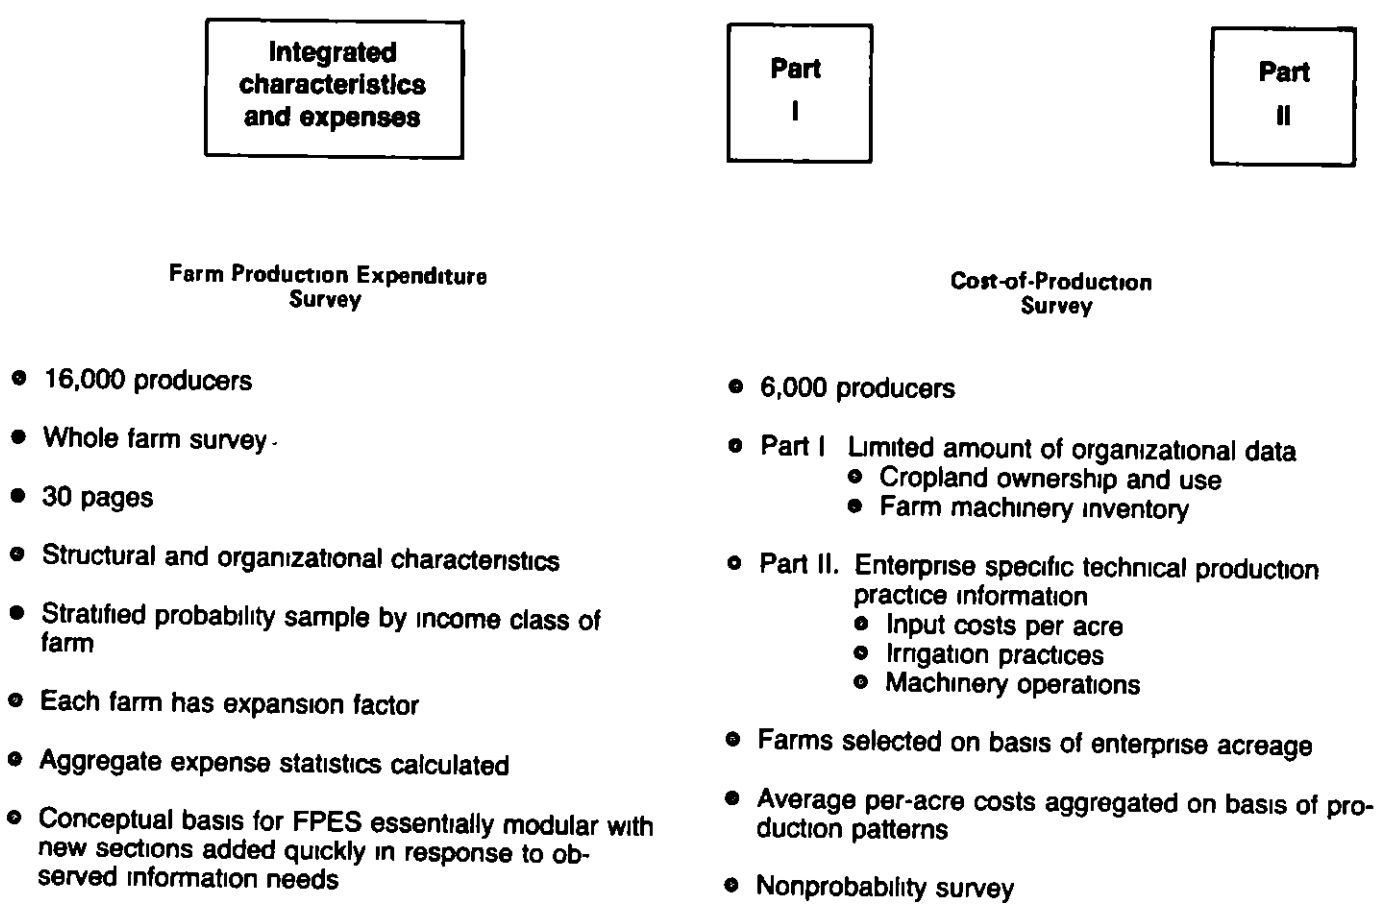 Integrated
characteristics
and expenses
Part
I
Part
II
Farm Production Expenditure
Survey
● 16,000 producers
● Whole farm survey
● 30 pages
● Structural and organizational characteristics
● Stratified probability sample by income class of
farm
● Each farm has expansion factor
● Aggregate expense statistics calculated
● Conceptual basis for FPES essentially modular with
new sections added quickly in response to ob-
served information needs
Cost-of-Production
Survey
● 6,000 producers
● Part I Limited amount of organizational data
● Cropland ownership and use
● Farm machinery inventory
● Part II. Enterprise specific technical production
practice information
● Input costs per acre
● Irrigation practices
● Machinery operations
● Farms selected on basis of enterprise acreage
● Average per-acre costs aggregated on basis of pro-
duction patterns
● Nonprobability survey